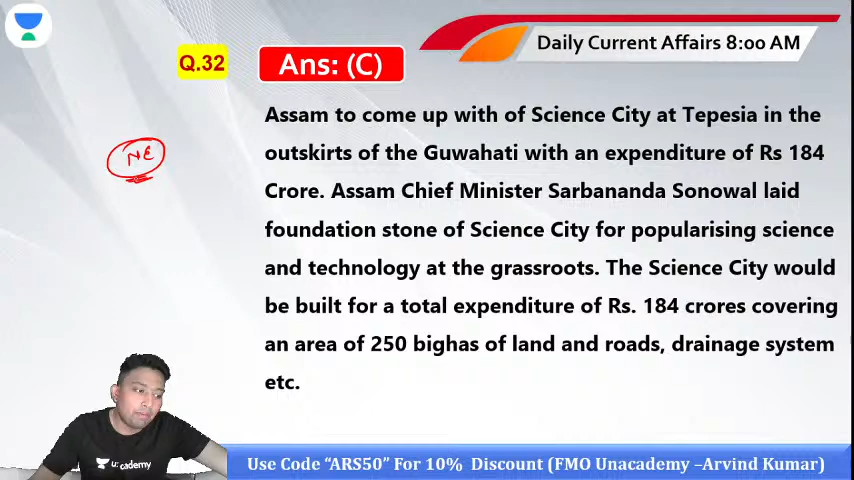 Daily Current Affairs 8:00 AM
Q.32
Ans: (C)
Assam to come up with of Science City at Tepesia in the
outskirts of the Guwahati with an expenditure of Rs 184
Crore. Assam Chief Minister Sarbananda Sonowal laid
foundation stone of Science City for popularising science
and technology at the grassroots. The Science City would
be built for a total expenditure of Rs. 184 crores covering
an area of 250 bighas of land and roads, drainage system
etc.
NE
unacademy
Use Code “ARS50” For 10% Discount (FMO Unacademy –Arvind Kumar)